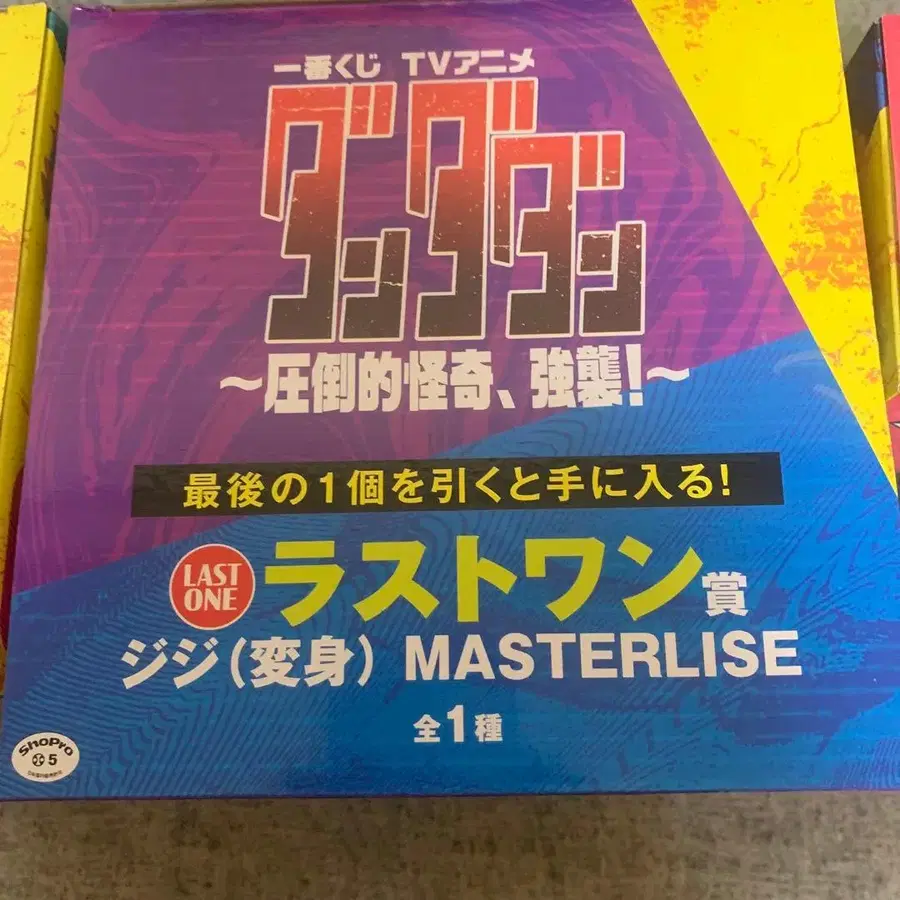 一番くじ TVアニメ
ダンダダン
~圧倒的怪奇、強襲!~
最後の1個を引くと手に入る!
LAST ONE ラストワン賞
ジジ(変身) MASTERLISE
全1種
ShoPro
5